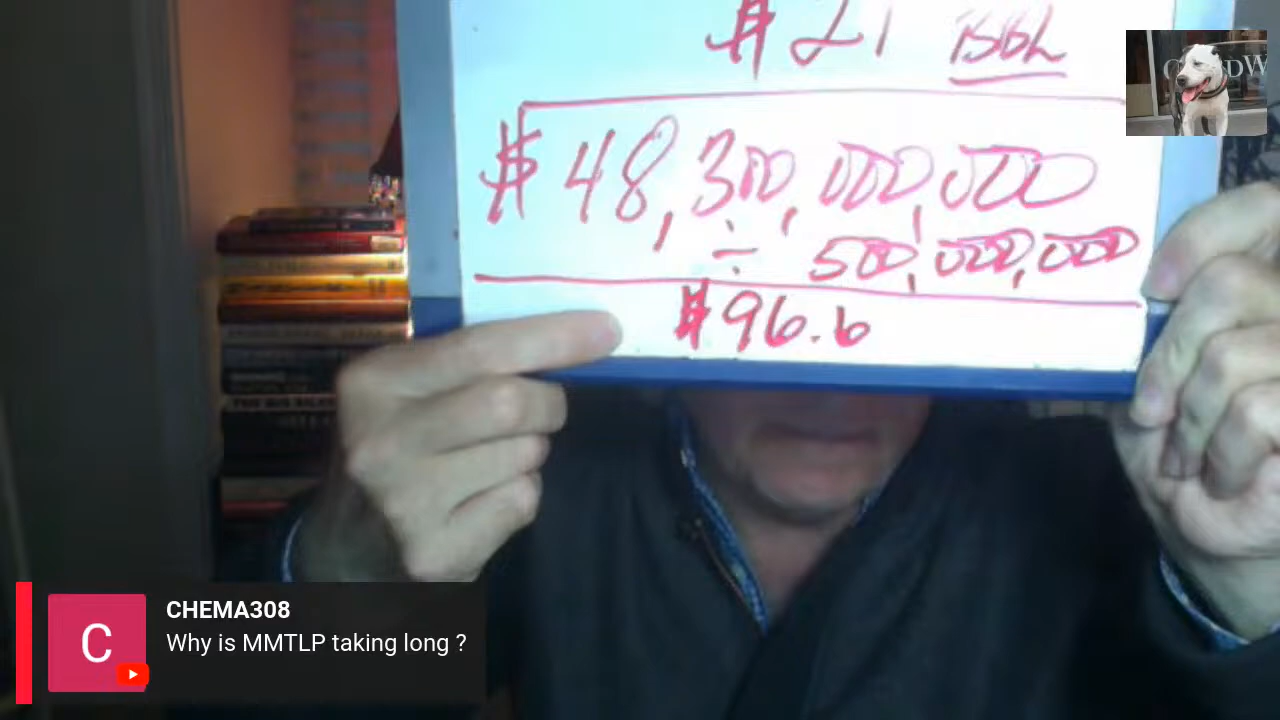 $21 BBL
$48,300,000,000
÷ 500,000,000
$96.6
C
CHEMA308
Why is MMTLP taking long ?